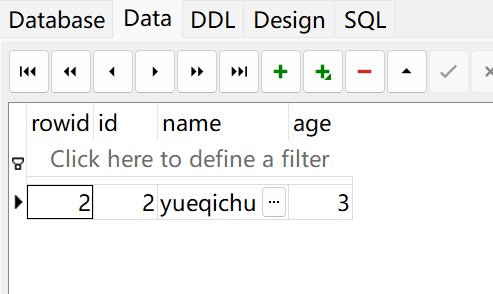 Database Data DDL Design SQL
rowid id name age
Click here to define a filter
2 2 yueqichu ... 3